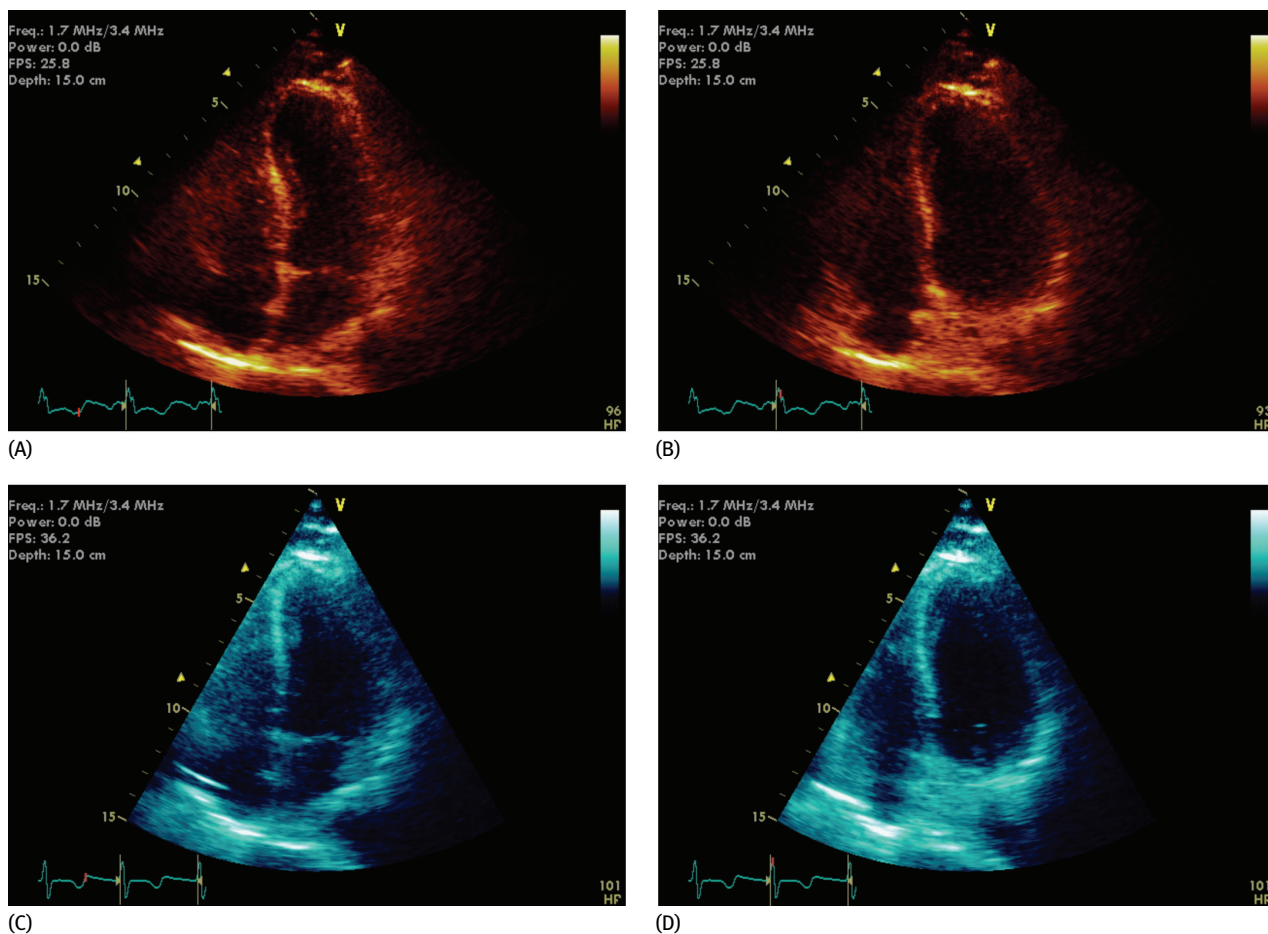 Freq.: 1.7 MHz/3.4 MHz
Power: 0.0 dB
FPS: 25.8
Depth: 15.0 cm
V
5
10
15
96
HR
(A)
Freq.: 1.7 MHz/3.4 MHz
Power: 0.0 dB
FPS: 25.8
Depth: 15.0 cm
V
5
10
15
93
HR
(B)
Freq.: 1.7 MHz/3.4 MHz
Power: 0.0 dB
FPS: 36.2
Depth: 15.0 cm
V
5
10
15
101
HR
(C)
Freq.: 1.7 MHz/3.4 MHz
Power: 0.0 dB
FPS: 36.2
Depth: 15.0 cm
V
5
10
15
101
HR
(D)